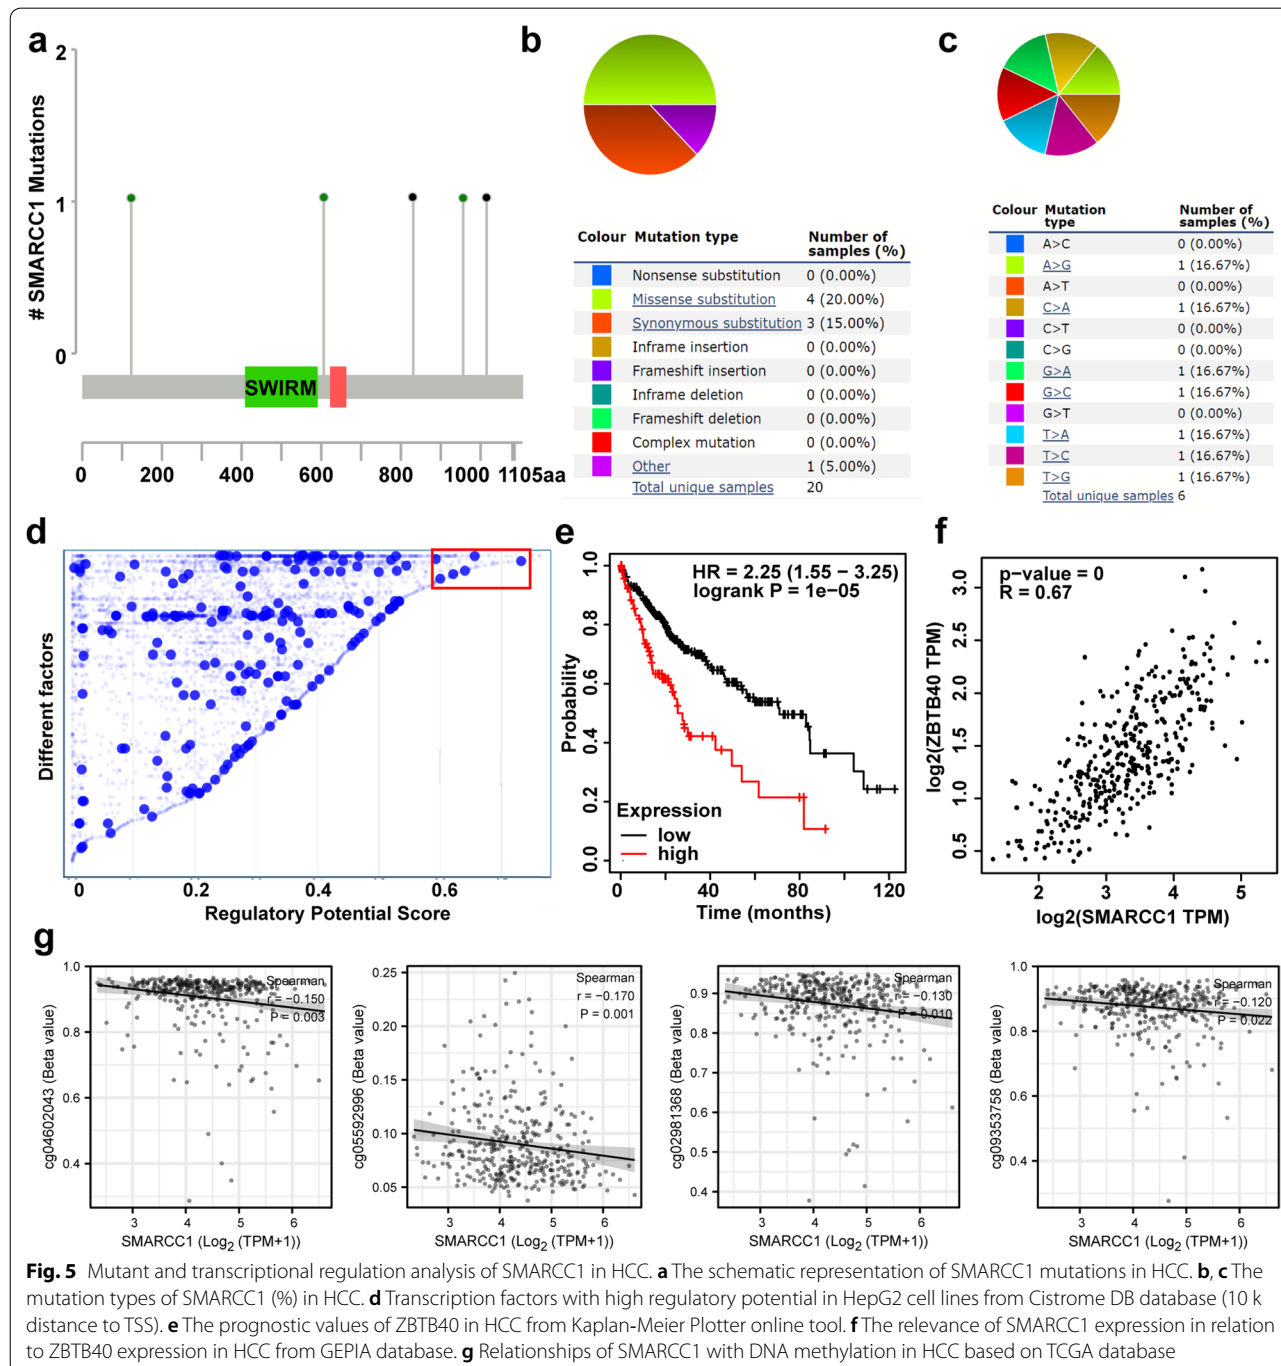 a
# SMARCC1 Mutations
2
1
0
SWIRM
0 200 400 600 800 1000 1105aa
b
Colour Mutation type Number of samples (%)
Nonsense substitution 0 (0.00%)
Missense substitution 4 (20.00%)
Synonymous substitution 3 (15.00%)
Inframe insertion 0 (0.00%)
Frameshift insertion 0 (0.00%)
Inframe deletion 0 (0.00%)
Frameshift deletion 0 (0.00%)
Complex mutation 0 (0.00%)
Other 1 (5.00%)
Total unique samples 20
c
Colour Mutation type Number of samples (%)
A>C 0 (0.00%)
A>G 1 (16.67%)
A>T 0 (0.00%)
C>A 1 (16.67%)
C>T 0 (0.00%)
C>G 0 (0.00%)
G>A 1 (16.67%)
G>C 1 (16.67%)
G>T 0 (0.00%)
T>A 1 (16.67%)
T>C 1 (16.67%)
T>G 1 (16.67%)
Total unique samples 6
d
Different factors
0 0.2 0.4 0.6
Regulatory Potential Score
e
HR = 2.25 (1.55 − 3.25)
logrank P = 1e−05
Probability
1.0
0.8
0.6
0.4
0.2
0.0
Expression
low
high
0 40 80 120
Time (months)
f
p−value = 0
R = 0.67
log2(ZBTB40 TPM)
3.0
2.5
2.0
1.5
1.0
0.5
2 3 4 5
log2(SMARCC1 TPM)
g
cg04602043 (Beta value)
1.0
0.8
0.6
0.4
Spearman
r = −0.150
P = 0.003
3 4 5 6
SMARCC1 (Log2 (TPM+1))
cg05592996 (Beta value)
0.25
0.20
0.15
0.10
0.05
Spearman
r = −0.170
P = 0.001
3 4 5 6
SMARCC1 (Log2 (TPM+1))
cg02981368 (Beta value)
0.9
0.8
0.7
0.6
0.5
0.4
Spearman
r = −0.130
P = 0.010
3 4 5 6
SMARCC1 (Log2 (TPM+1))
cg09353758 (Beta value)
1.0
0.8
0.6
0.4
Spearman
r = −0.120
P = 0.022
3 4 5 6
SMARCC1 (Log2 (TPM+1))
Fig. 5 Mutant and transcriptional regulation analysis of SMARCC1 in HCC. a The schematic representation of SMARCC1 mutations in HCC. b, c The
mutation types of SMARCC1 (%) in HCC. d Transcription factors with high regulatory potential in HepG2 cell lines from Cistrome DB database (10 k
distance to TSS). e The prognostic values of ZBTB40 in HCC from Kaplan-Meier Plotter online tool. f The relevance of SMARCC1 expression in relation
to ZBTB40 expression in HCC from GEPIA database. g Relationships of SMARCC1 with DNA methylation in HCC based on TCGA database